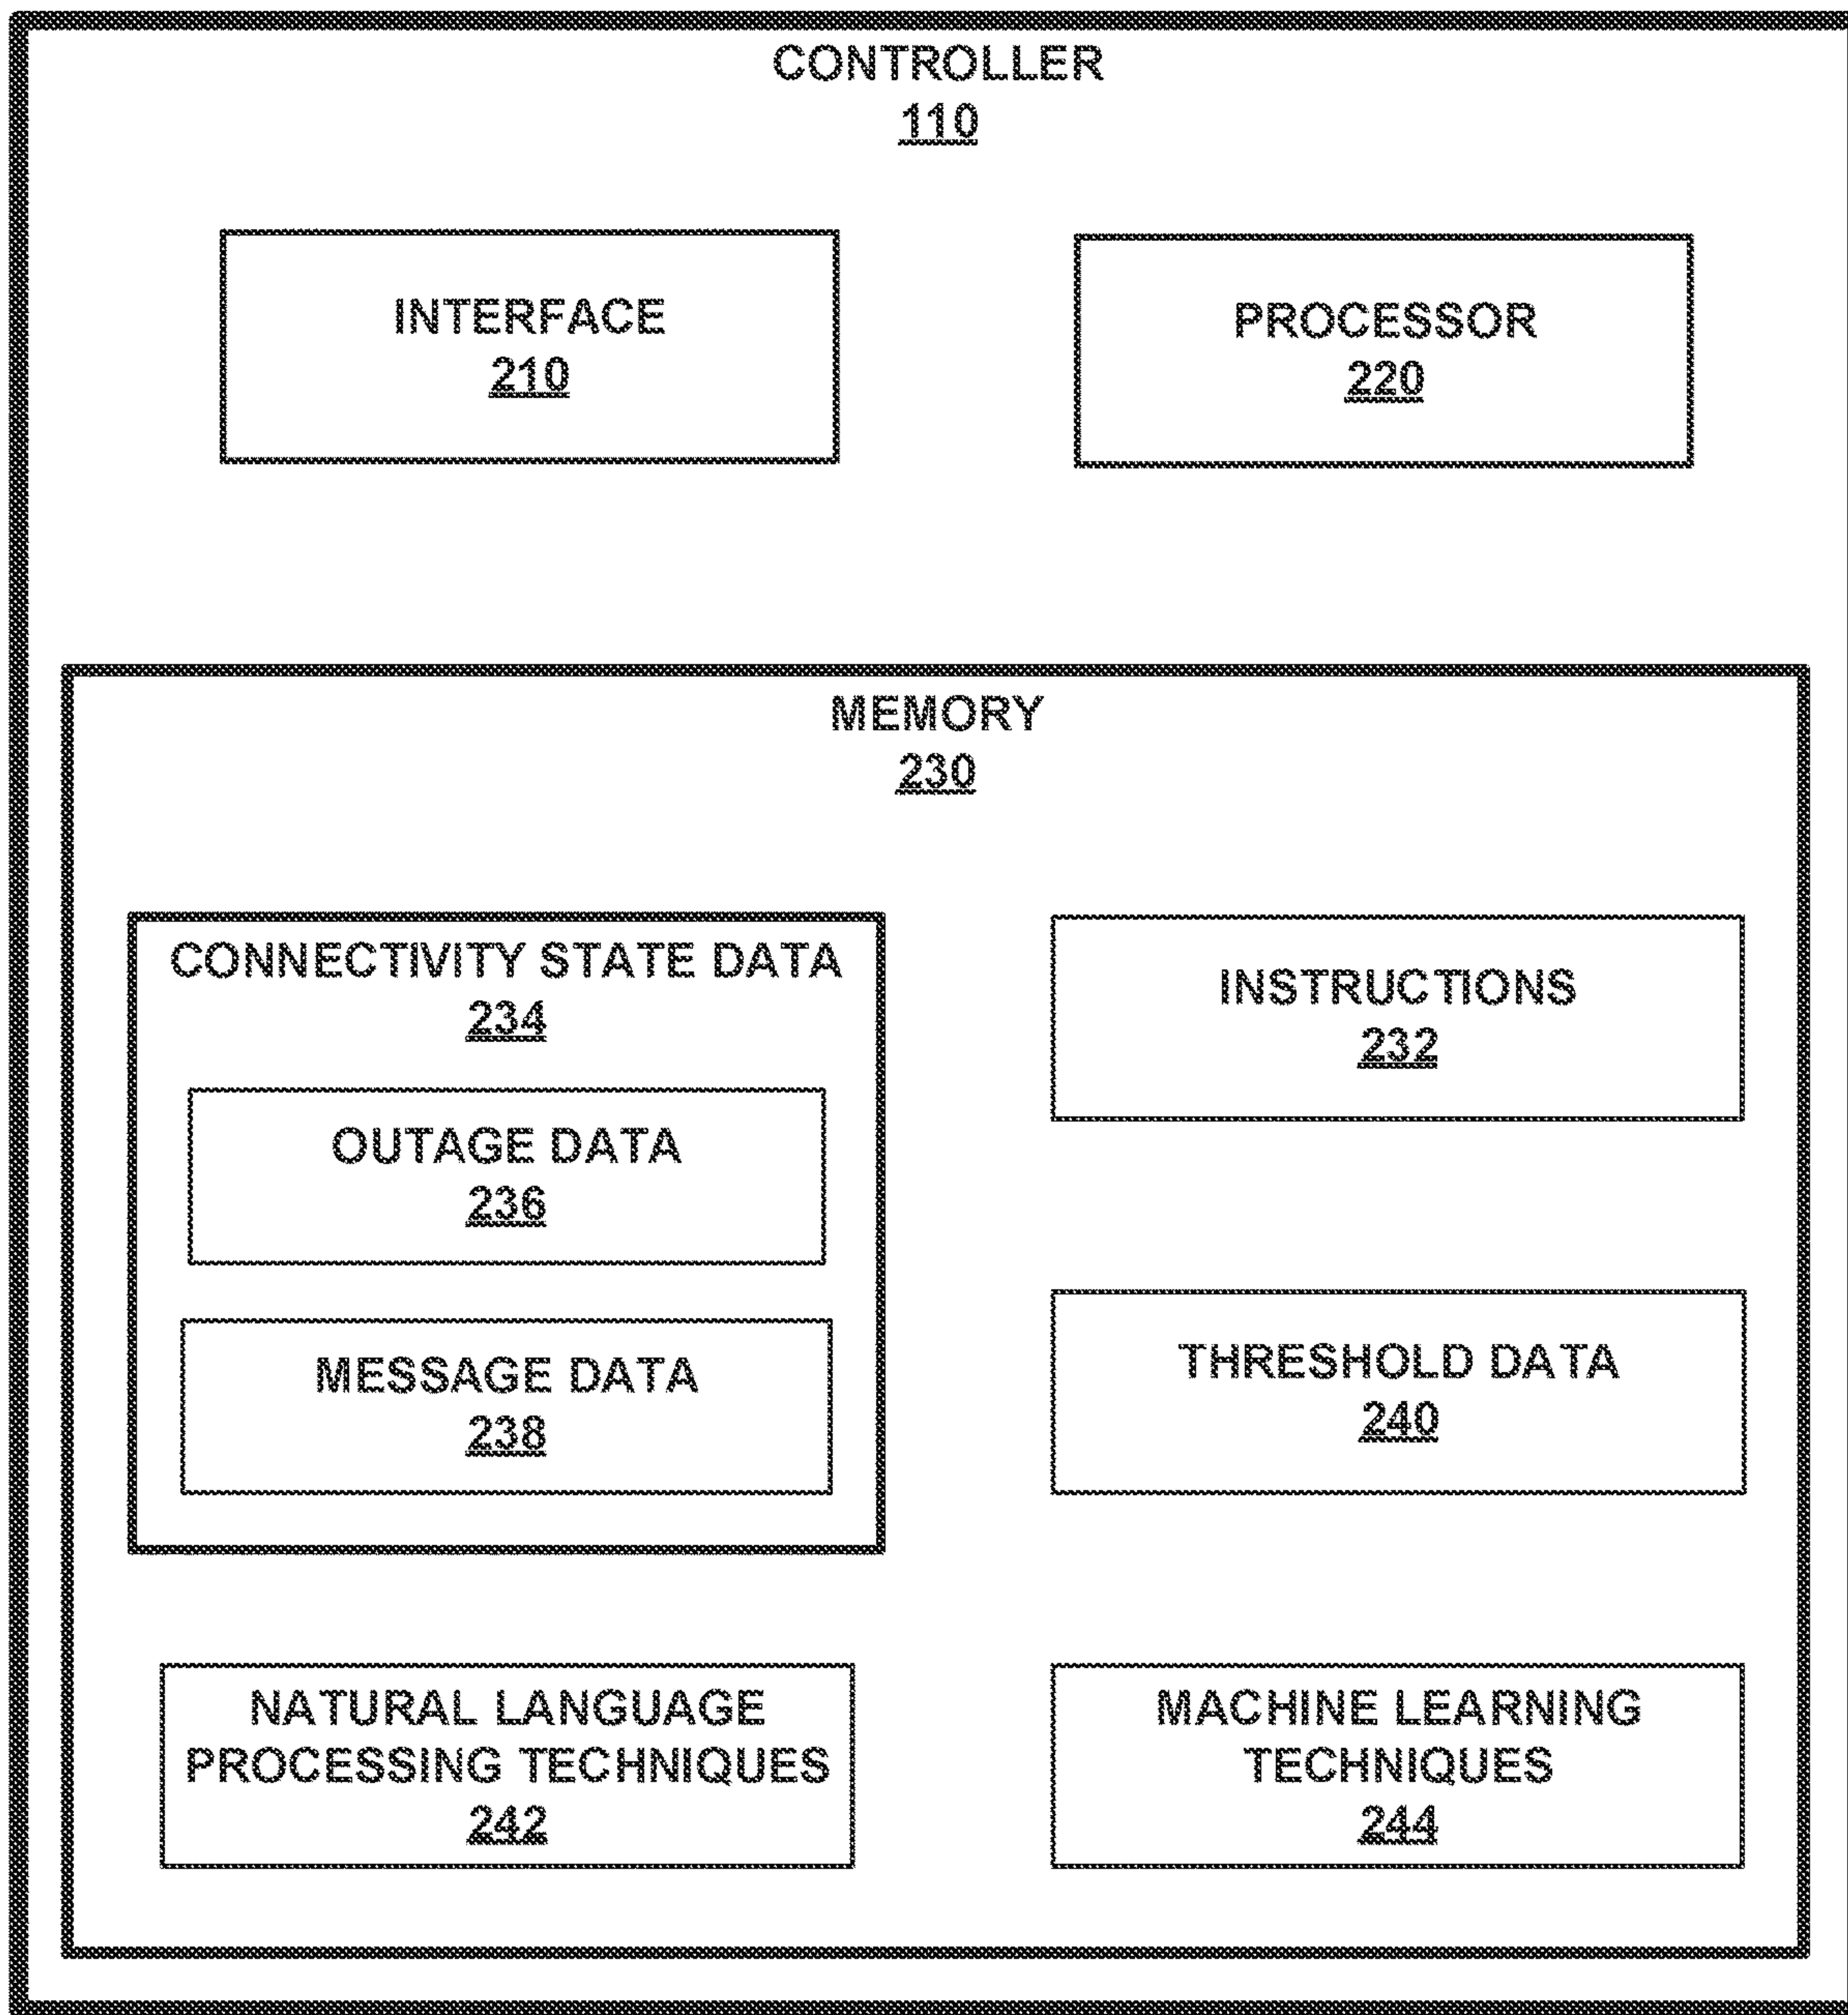 CONTROLLER
110
INTERFACE
210
PROCESSOR
220
MEMORY
230
CONNECTIVITY STATE DATA
234
OUTAGE DATA
236
MESSAGE DATA
238
INSTRUCTIONS
232
THRESHOLD DATA
240
NATURAL LANGUAGE
PROCESSING TECHNIQUES
242
MACHINE LEARNING
TECHNIQUES
244